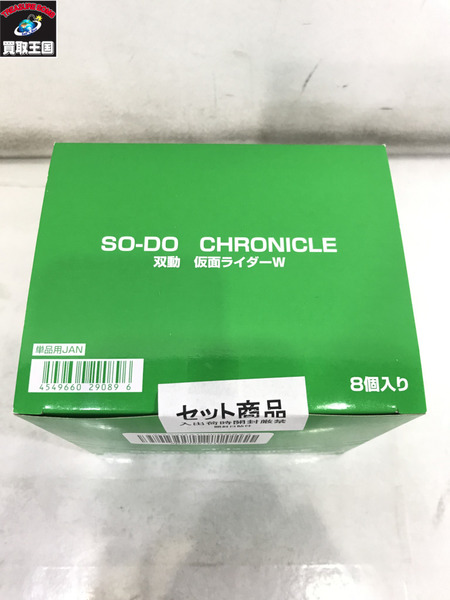 TREASURE KING
買取王国
SO-DO CHRONICLE
双動 仮面ライダーW
単品用JAN
4549660 29089 6
8個入り
セット商品
入出荷時開封厳禁